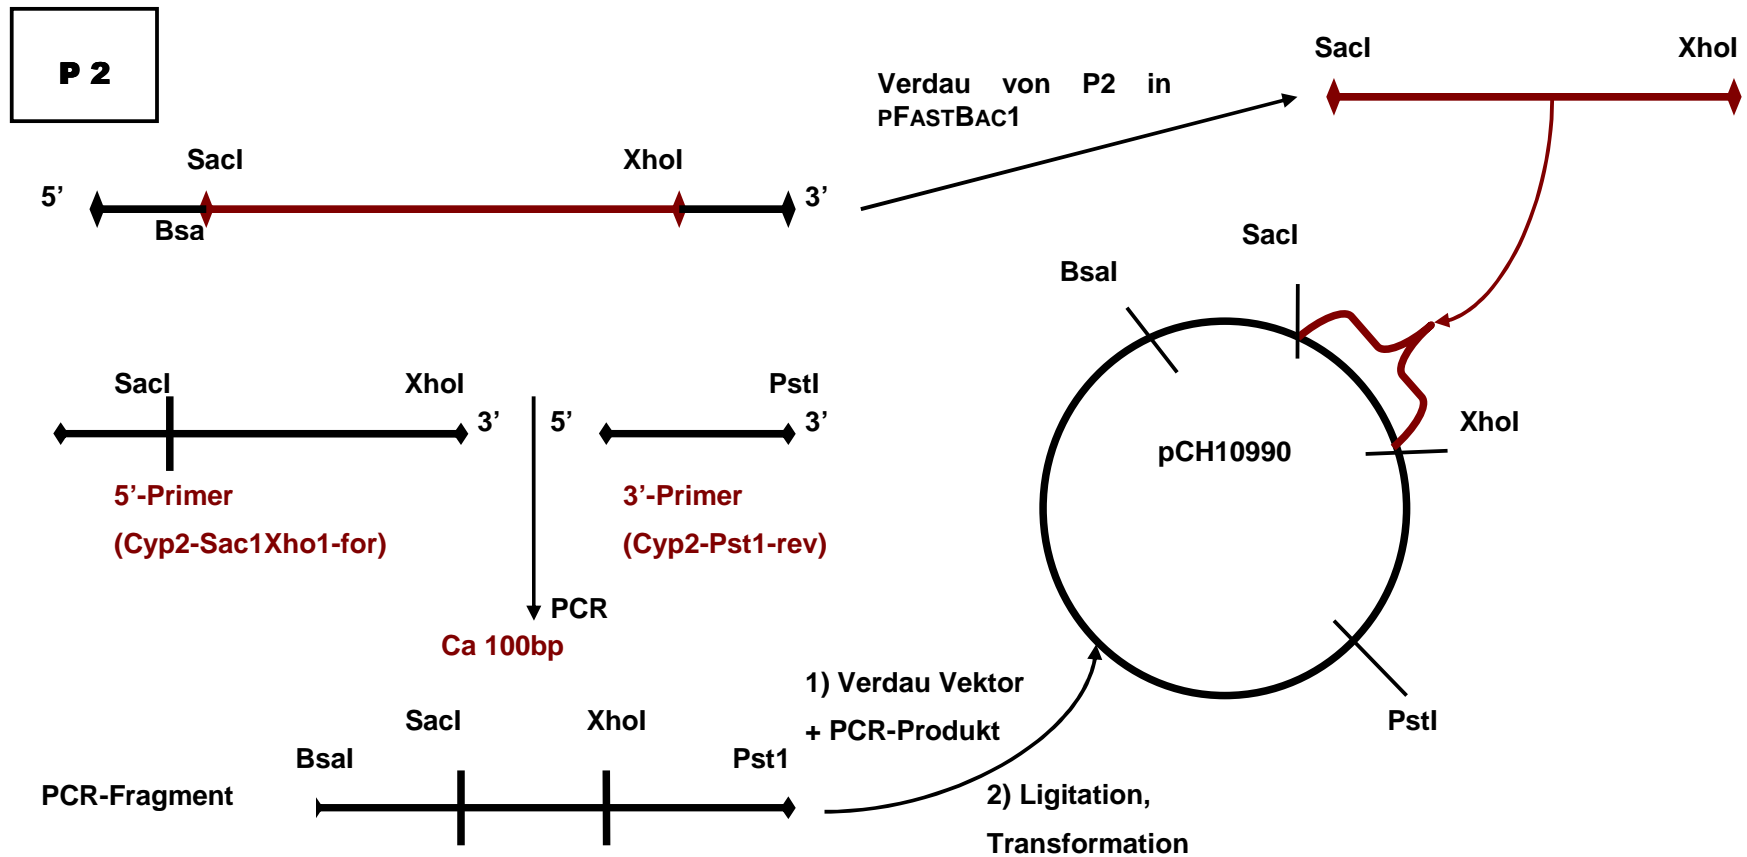 P 2
Verdau von P2 in
PFASTBAC1
SacI
XhoI
SacI
XhoI
5’
3’
Bsa
SacI
BsaI
SacI
XhoI
PstI
3’
5’
3’
XhoI
pCH10990
5’-Primer
(Cyp2-Sac1Xho1-for)
3’-Primer
(Cyp2-Pst1-rev)
PCR
Ca 100bp
1) Verdau Vektor
+ PCR-Produkt
PstI
SacI
XhoI
BsaI
Pst1
PCR-Fragment
2) Ligitation,
Transformation